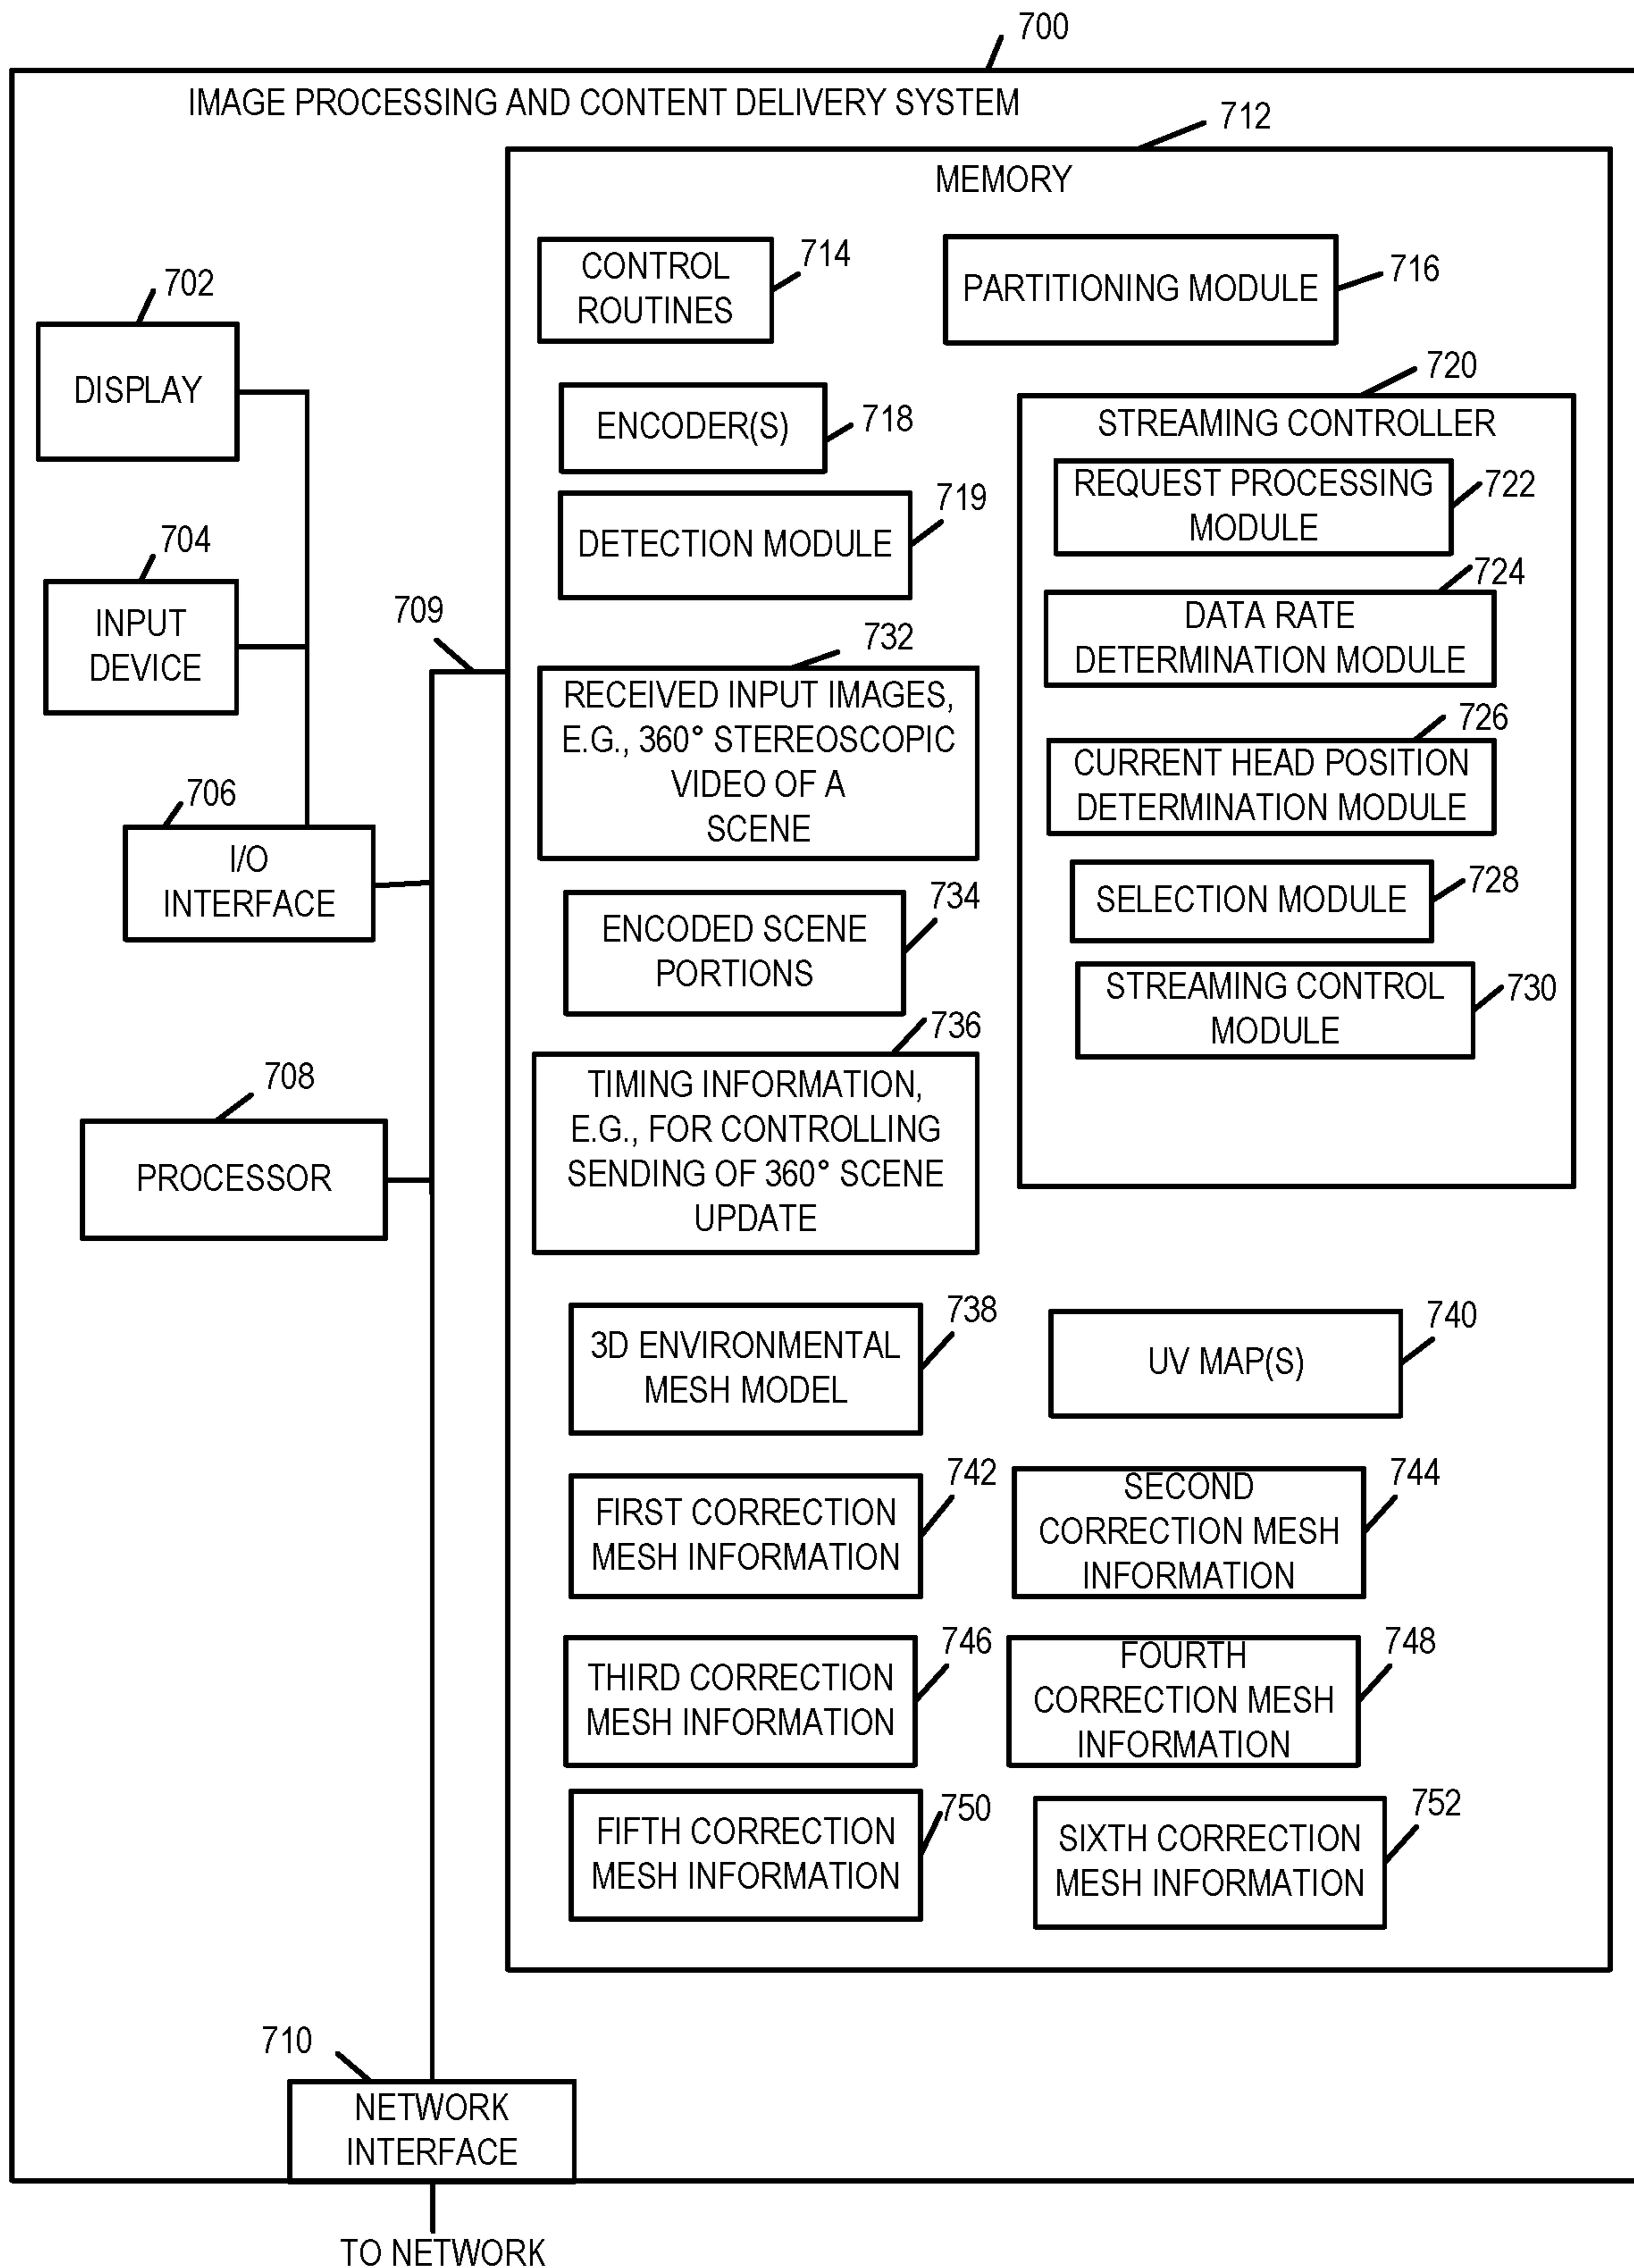 700
IMAGE PROCESSING AND CONTENT DELIVERY SYSTEM
712
MEMORY
702
DISPLAY
704
INPUT
DEVICE
706
I/O
INTERFACE
708
PROCESSOR
709
710
NETWORK
INTERFACE
TO NETWORK
714
CONTROL
ROUTINES
716
PARTITIONING MODULE
718
ENCODER(S)
719
DETECTION MODULE
720
STREAMING CONTROLLER
722
REQUEST PROCESSING
MODULE
724
DATA RATE
DETERMINATION MODULE
726
CURRENT HEAD POSITION
DETERMINATION MODULE
728
SELECTION MODULE
730
STREAMING CONTROL
MODULE
732
RECEIVED INPUT IMAGES,
E.G., 360° STEREOSCOPIC
VIDEO OF A
SCENE
734
ENCODED SCENE
PORTIONS
736
TIMING INFORMATION,
E.G., FOR CONTROLLING
SENDING OF 360° SCENE
UPDATE
738
3D ENVIRONMENTAL
MESH MODEL
740
UV MAP(S)
742
FIRST CORRECTION
MESH INFORMATION
744
SECOND
CORRECTION MESH
INFORMATION
746
THIRD CORRECTION
MESH INFORMATION
748
FOURTH
CORRECTION MESH
INFORMATION
750
FIFTH CORRECTION
MESH INFORMATION
752
SIXTH CORRECTION
MESH INFORMATION